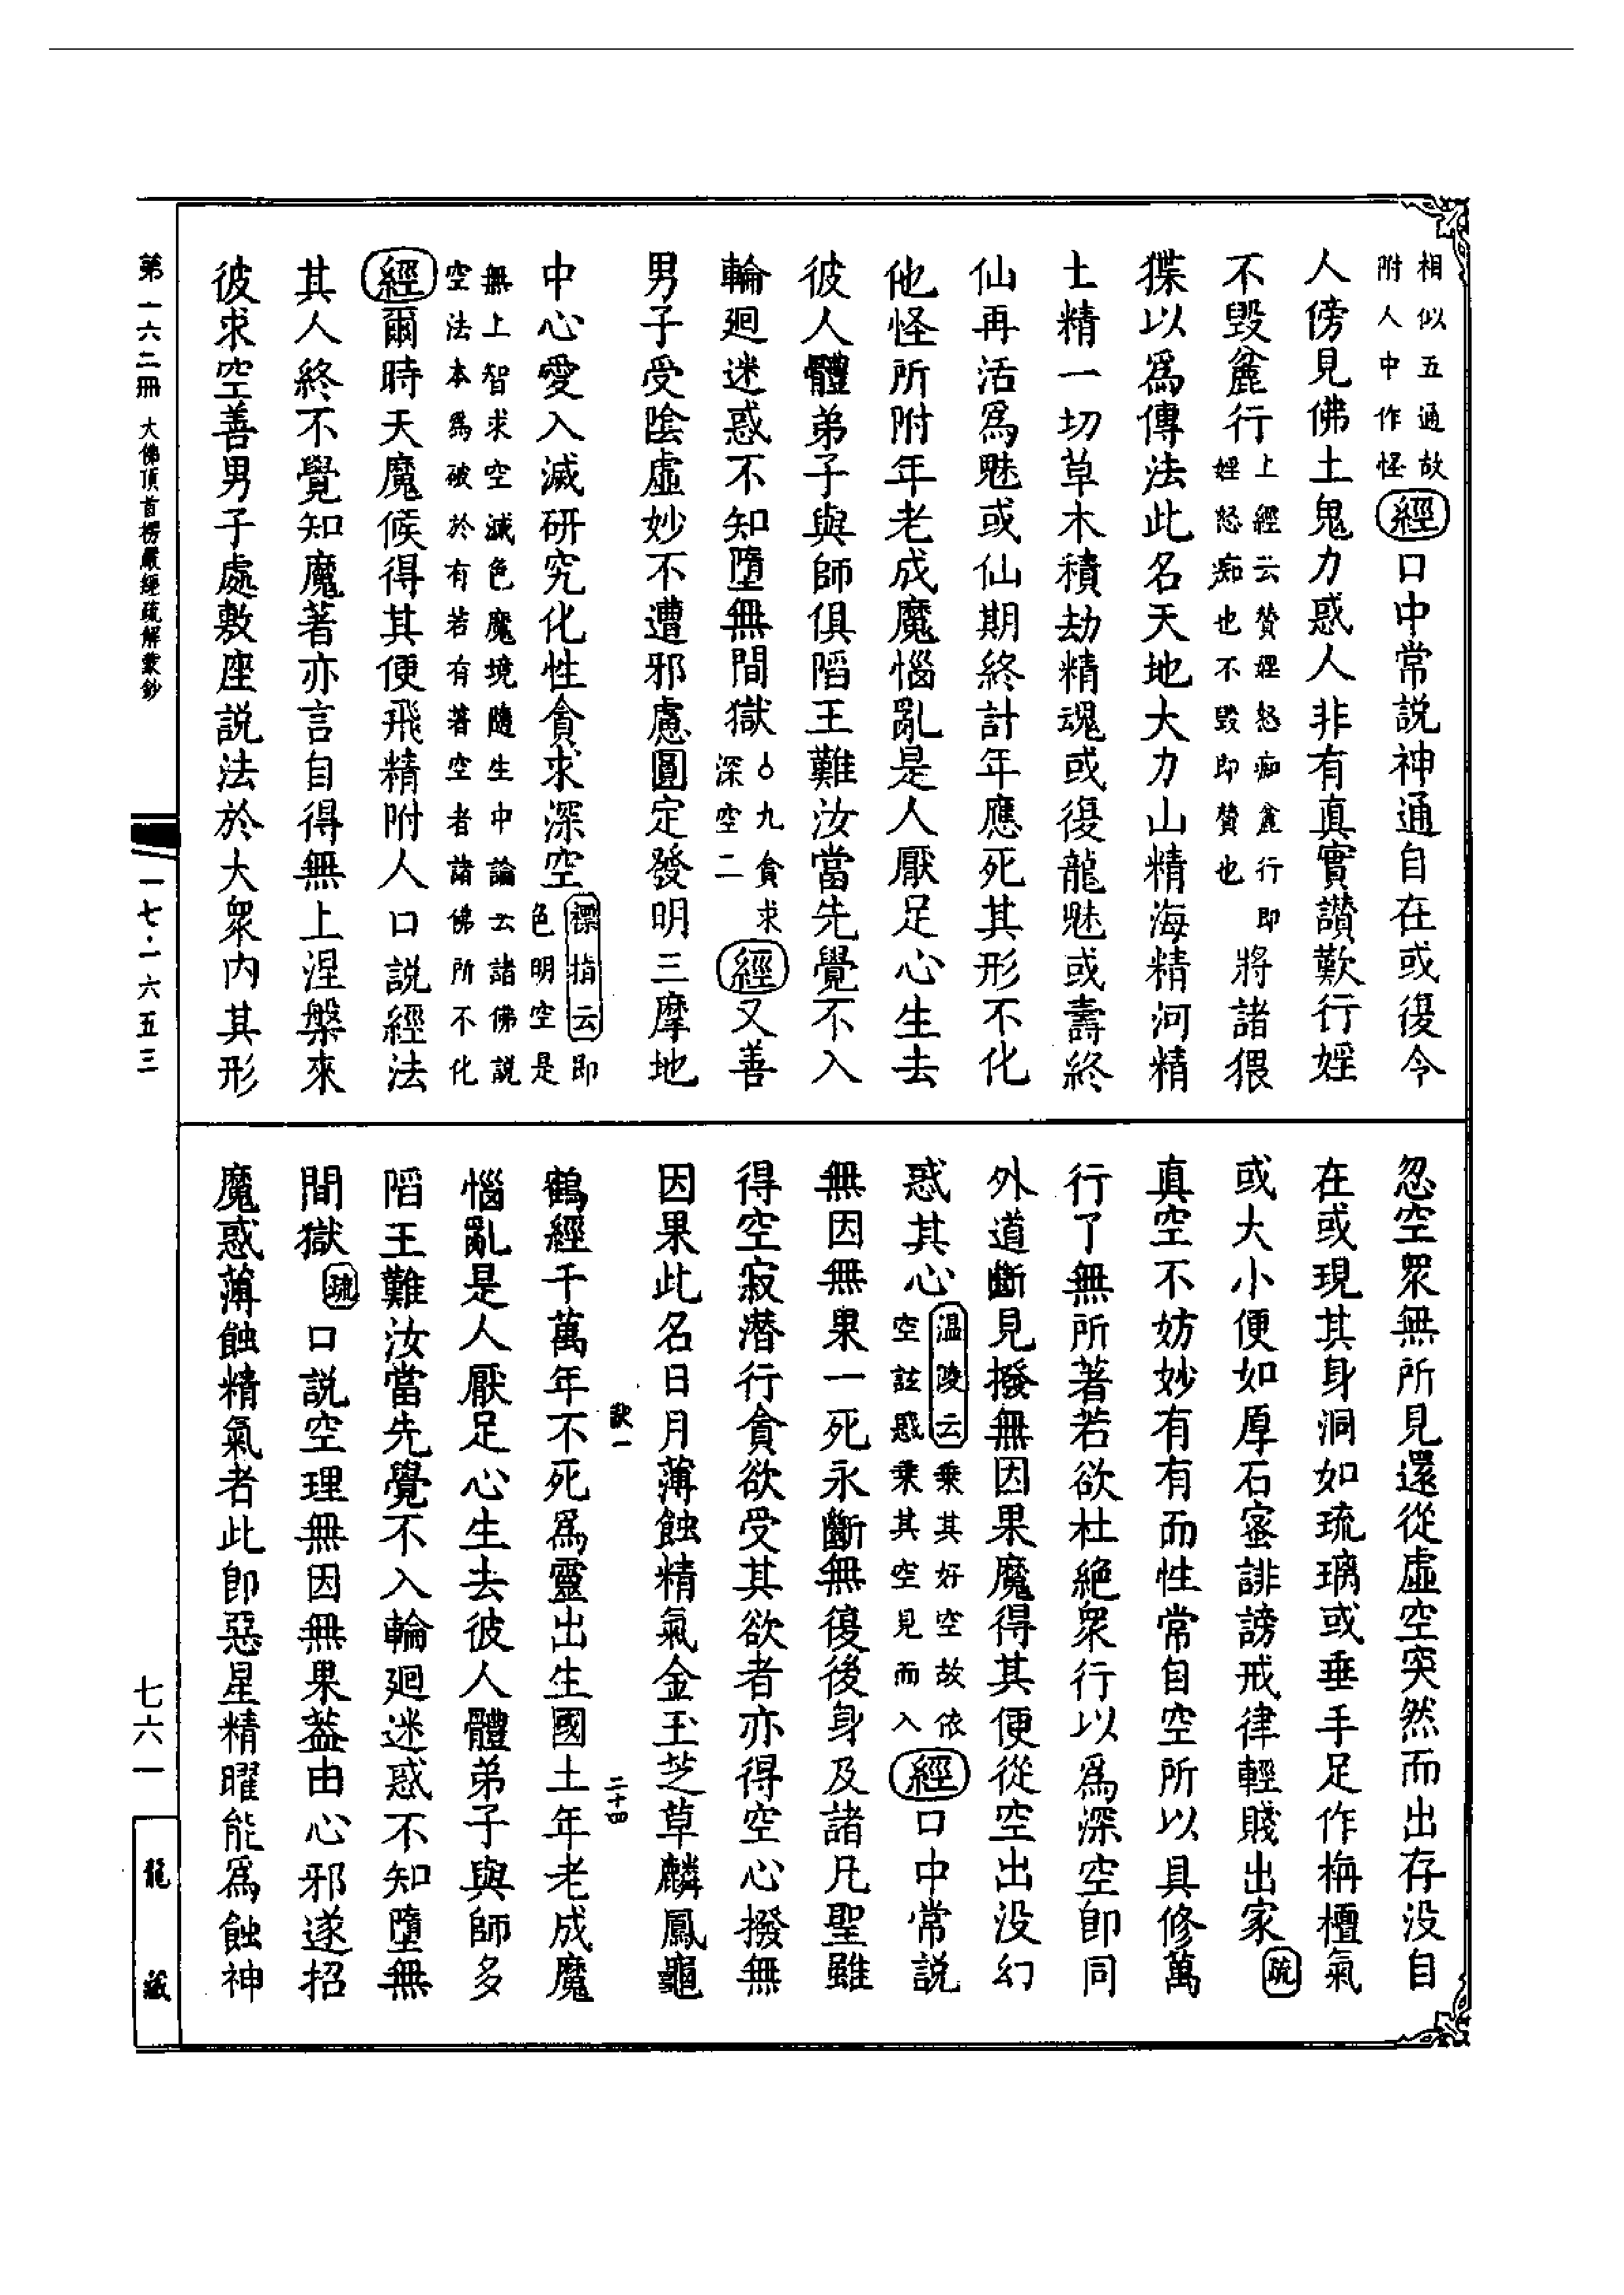 相似五通故
附人中作怪
經口中常説神通自在或復令
人傍見佛土鬼力惑人非有真實讃歎行婬
不毀麄行
上經云贊婬怒痴麄行即
婬怒痴也不毀即贊也
將諸猥
媟以爲傳法此名天地大力山精海精河精
土精一切草木積劫精魂或復龍魅或壽終
仙再活爲魅或仙期終計年應死其形不化
他怪所附年老成魔惱亂是人厭足心生去
彼人體弟子與師俱陷王難汝當先覺不入
輪廻迷惑不知墮無間獄
九貪求
深空二
經又善
男子受陰虛妙不遭邪慮圓定發明三摩地
中心愛入滅研究化性貪求深空
標指云即
色明空是
無上智求空滅色魔境隨生中論云諸佛説
空法本爲破於有若有著空者諸佛所不化
經爾時天魔候得其便飛精附人口説經法
其人終不覺知魔著亦言自得無上涅槃來
彼求空善男子處敷座説法於大衆内其形
忽空衆無所見還從虛空突然而出存没自
在或現其身洞如琉璃或垂手足作栴檀氣
或大小便如厚石蜜誹謗戒律輕賤出家疏
真空不妨妙有有而性常自空所以具修萬
行了無所著若欲杜絶衆行以爲深空卽同
外道斷見撥無因果魔得其便從空出没幻
惑其心
温陵云乗其好空故依
空註惑乗其空見而入
經口中常説
無因無果一死永斷無復後身及諸凡聖雖
得空寂潜行貪欲受其欲者亦得空心撥無
因果此名日月薄蝕精氣金玉芝草麟鳳龜
欽一
二十四
鶴經千萬年不死爲靈出生國土年老成魔
惱亂是人厭足心生去彼人體弟子與師多
陷王難汝當先覺不入輪廻迷惑不知墮無
間獄疏口説空理無因無果葢由心邪遂招
魔惑薄蝕精氣者此卽惡星精曜能爲蝕神
第一六二冊 大佛頂首楞嚴經疏解蒙鈔
一七·一六五三
七六一
龍藏